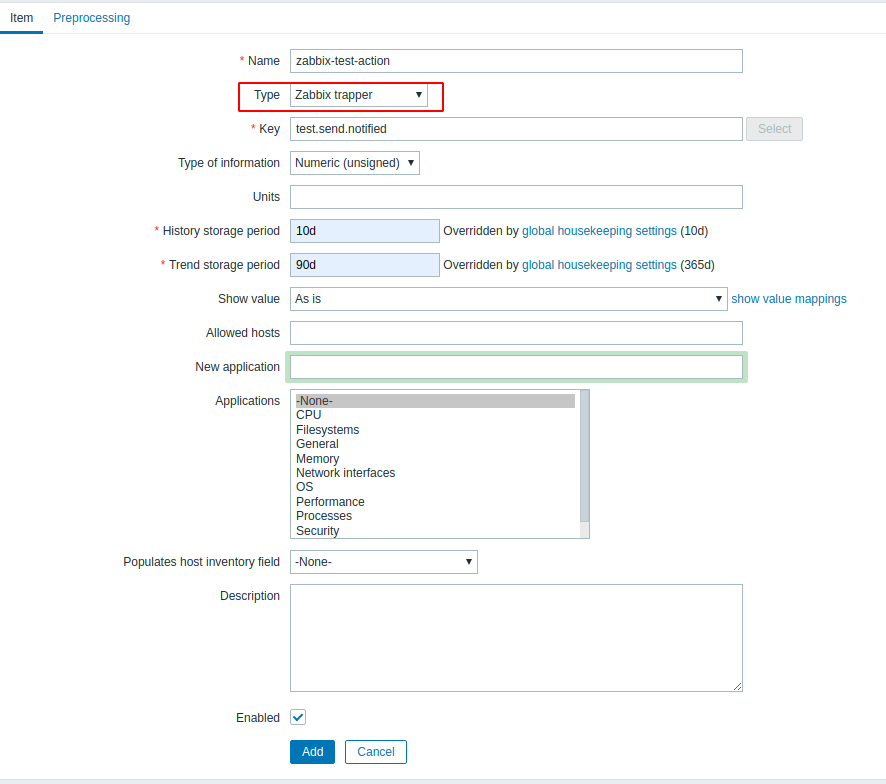 Item Preprocessing
* Name zabbix-test-action
Type Zabbix trapper
* Key test.send.notified Select
Type of information Numeric (unsigned)
Units
* History storage period 10d Overridden by global housekeeping settings (10d)
* Trend storage period 90d Overridden by global housekeeping settings (365d)
Show value As is show value mappings
Allowed hosts
New application
Applications -None-
CPU
Filesystems
General
Memory
Network interfaces
OS
Performance
Processes
Security
Populates host inventory field -None-
Description
Enabled
Add Cancel